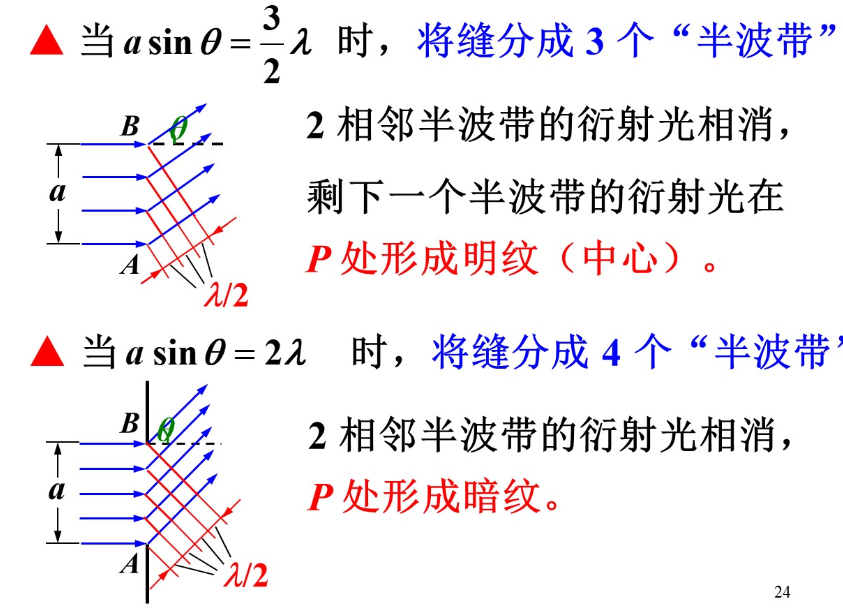 ▲ 当 a sin θ = 3/2 λ 时，将缝分成 3 个“半波带”
B
θ
2 相邻半波带的衍射光相消，
a
剩下一个半波带的衍射光在
A
P 处形成明纹（中心）。
λ/2
▲ 当 a sin θ = 2λ 时，将缝分成 4 个“半波带”
B
θ
2 相邻半波带的衍射光相消，
a
P 处形成暗纹。
A
λ/2
24